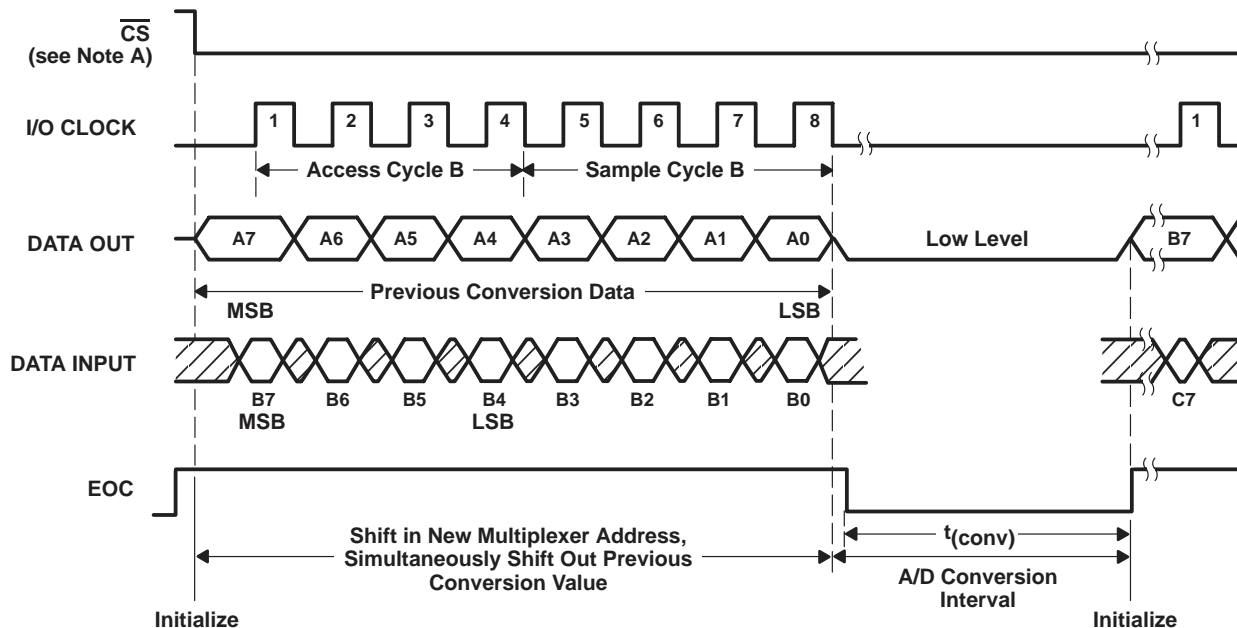 CS
(see Note A)
I/O CLOCK
1 2 3 4 5 6 7 8 1
Access Cycle B Sample Cycle B
DATA OUT
A7 A6 A5 A4 A3 A2 A1 A0 Low Level B7
Previous Conversion Data
MSB LSB
DATA INPUT
B7 B6 B5 B4 B3 B2 B1 B0 C7
MSB LSB
EOC
Shift in New Multiplexer Address,
Simultaneously Shift Out Previous
Conversion Value
t(conv)
A/D Conversion
Interval
Initialize Initialize